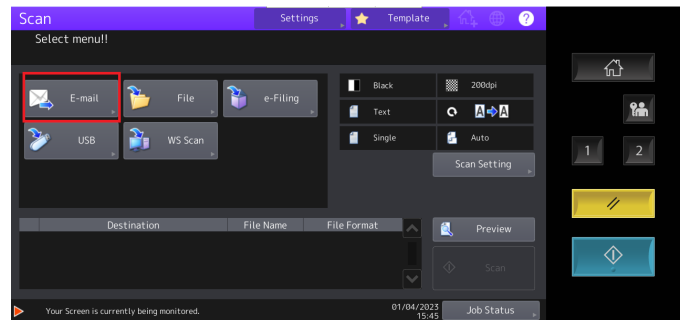 Scan
Settings
Template
?
Select menu!!
E-mail
File
e-Filing
USB
WS Scan
Black
200dpi
Text
A A
Single
Auto
Scan Setting
Destination
File Name
File Format
Preview
Scan
Your Screen is currently being monitored.
01/04/2023
15:45
Job Status
1
2